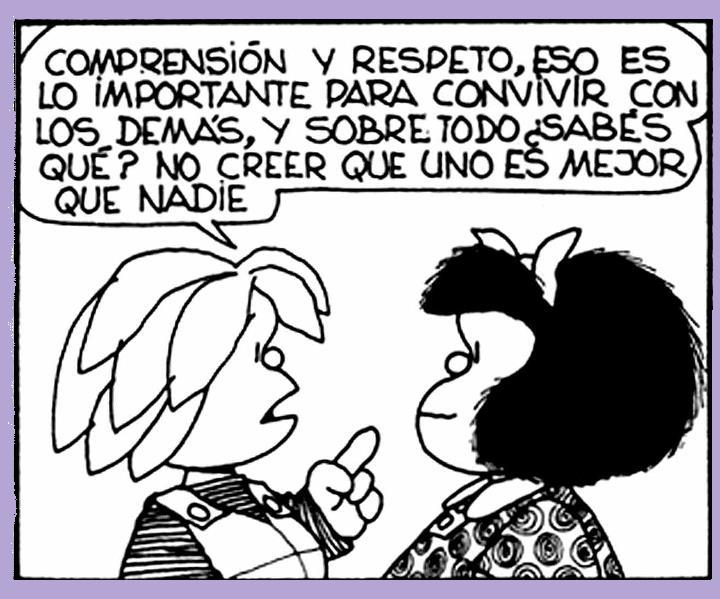 COMPRENSIÓN Y RESPETO, ESO ES
LO IMPORTANTE PARA CONVIVIR CON
LOS DEMÁS, Y SOBRE TODO ¿SABÉS
QUÉ? NO CREER QUE UNO ES MEJOR
QUE NADIE